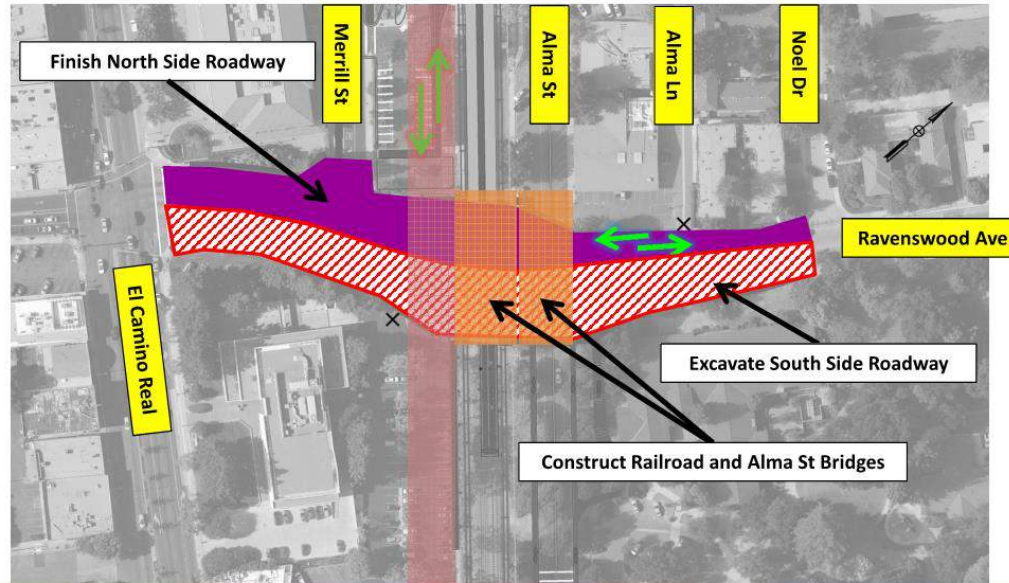 Finish North Side Roadway
Merrill St
Alma St
Alma Ln
Noel Dr
Ravenswood Ave
El Camino Real
Excavate South Side Roadway
Construct Railroad and Alma St Bridges